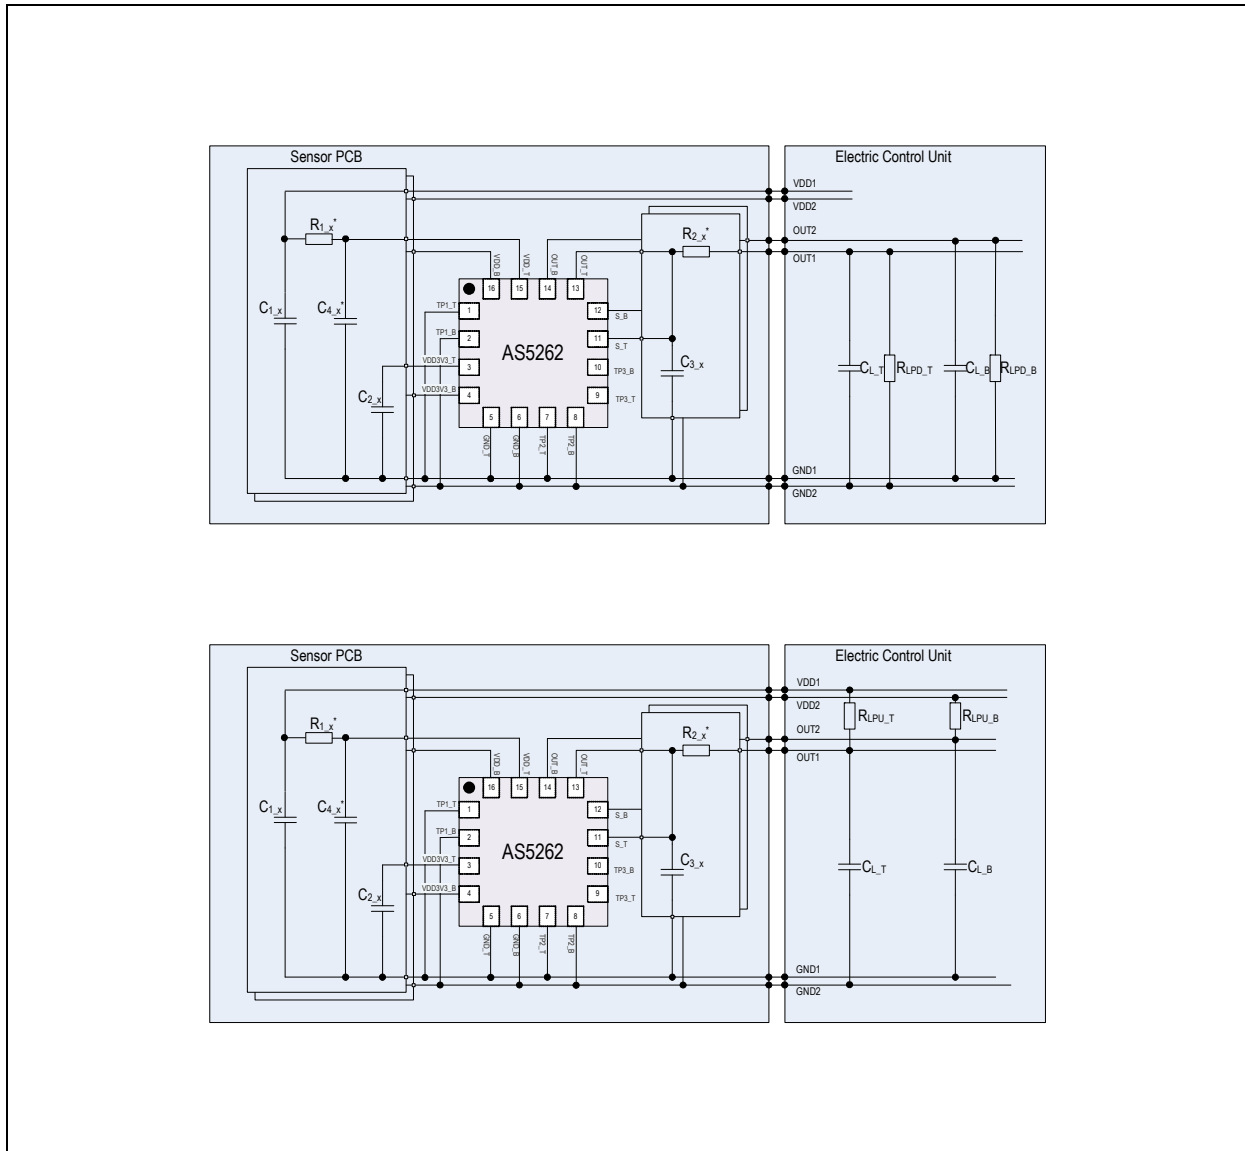 Sensor PCB
Electric Control Unit
VDD1
VDD2
R1_x*
R2_x*
OUT2
OUT1
VDD_B
VDD_T
OUT_B
OUT_T
16
15
14
13
C1_x
C4_x*
TP1_T
1
12
S_B
TP1_B
2
AS5262
11
S_T
VDD3V3_T
3
10
TP3_B
C3_x
CL_T
RLPD_T
CL_B
RLPD_B
VDD3V3_B
4
9
TP3_T
C2_x
5
6
7
8
GND_T
GND_B
TP2_T
TP2_B
GND1
GND2
Sensor PCB
Electric Control Unit
VDD1
VDD2
R1_x*
R2_x*
RLPU_T
RLPU_B
OUT2
OUT1
VDD_B
VDD_T
OUT_B
OUT_T
16
15
14
13
C1_x
C4_x*
TP1_T
1
12
S_B
TP1_B
2
AS5262
11
S_T
VDD3V3_T
3
10
TP3_B
C3_x
CL_T
CL_B
VDD3V3_B
4
9
TP3_T
C2_x
5
6
7
8
GND_T
GND_B
TP2_T
TP2_B
GND1
GND2